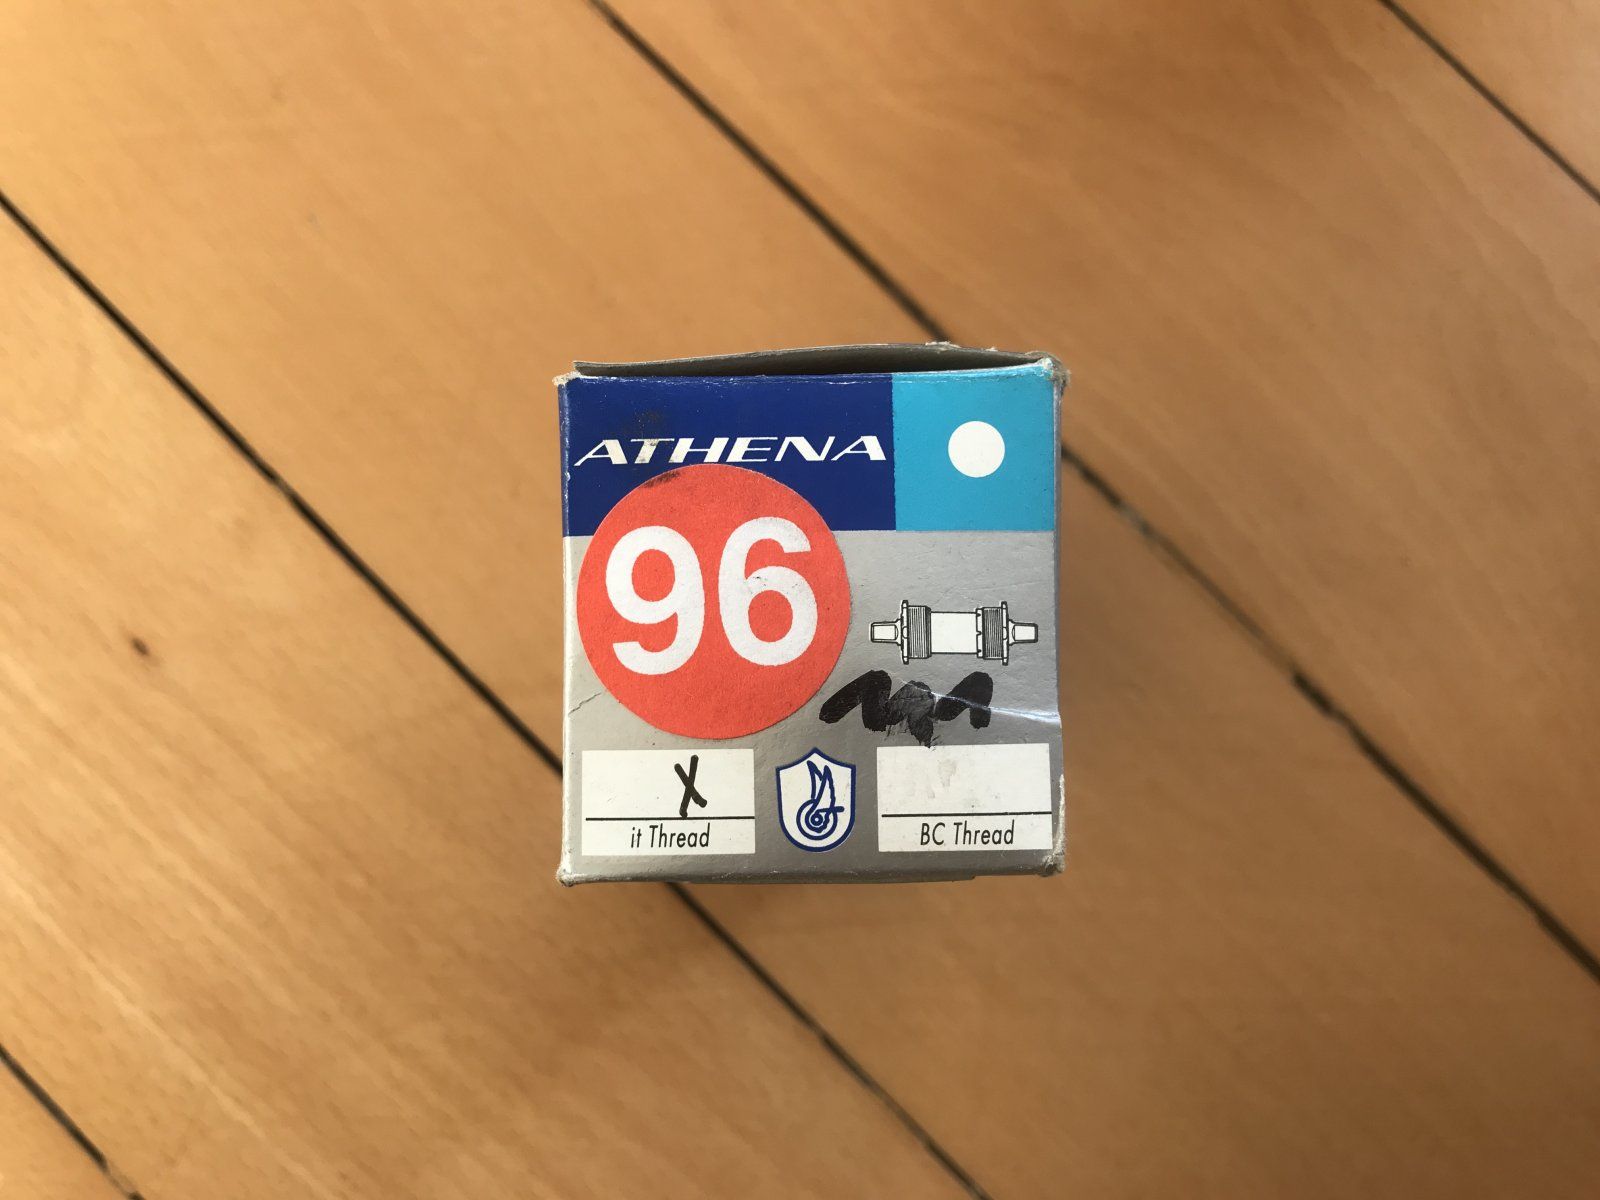 ATHENA
96
X
it Thread
BC Thread